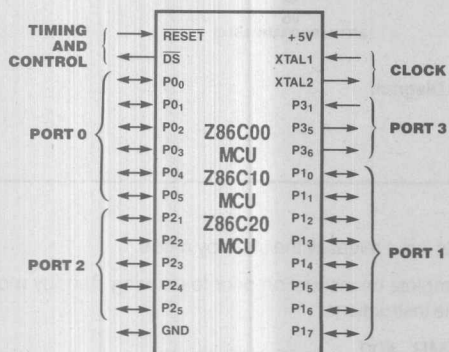 TIMING
AND
CONTROL
PORT 0
PORT 2
RESET
DS
P0₀
P0₁
P0₂
P0₃
P0₄
P0₅
P2₁
P2₂
P2₃
P2₄
P2₅
GND
Z86C00
MCU
Z86C10
MCU
Z86C20
MCU
+5V
XTAL1
XTAL2
P3₁
P3₅
P3₆
P1₀
P1₁
P1₂
P1₃
P1₄
P1₅
P1₆
P1₇
CLOCK
PORT 3
PORT 1